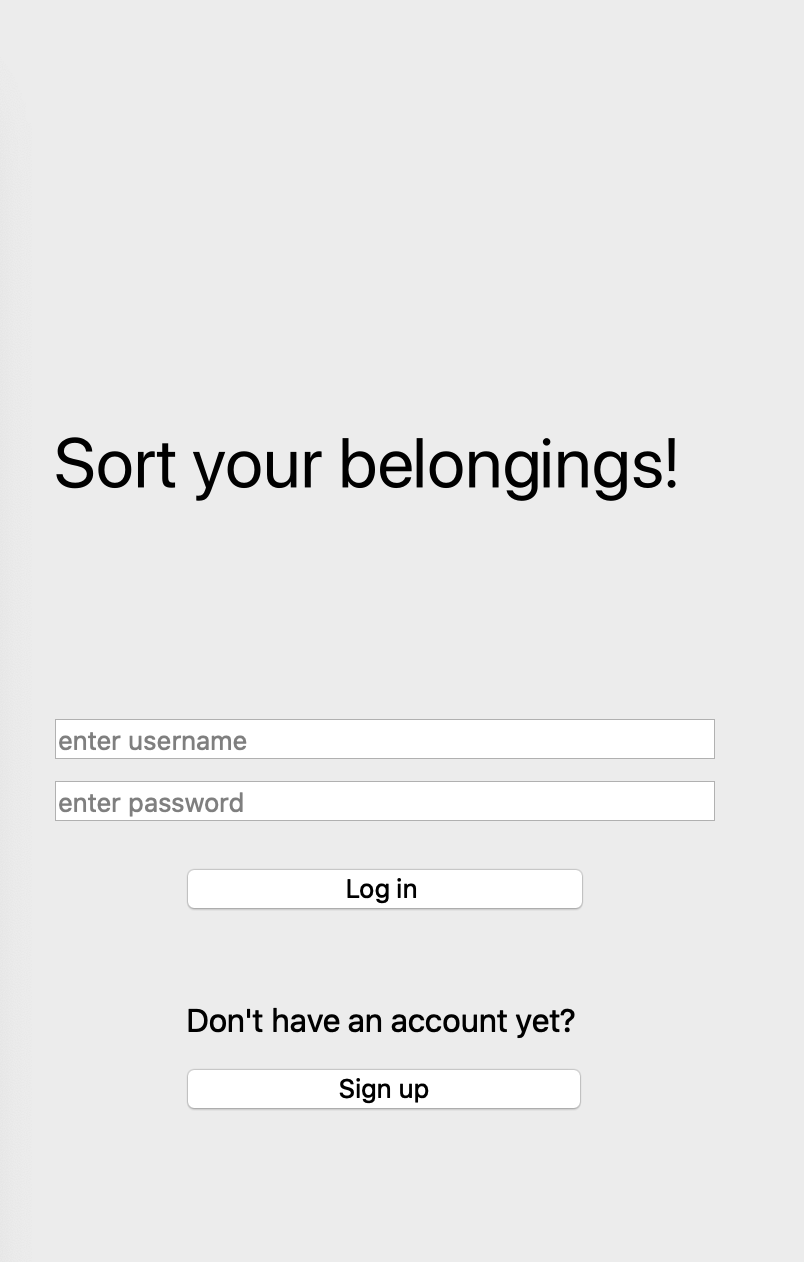 Sort your belongings!
enter username
enter password
Log in
Don't have an account yet?
Sign up